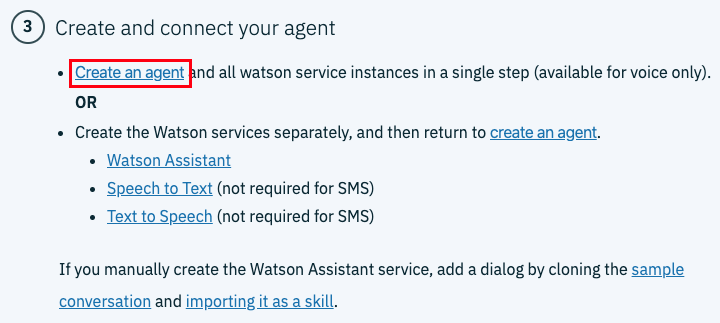 3 Create and connect your agent
• Create an agent and all watson service instances in a single step (available for voice only).
OR
• Create the Watson services separately, and then return to create an agent.
• Watson Assistant
• Speech to Text (not required for SMS)
• Text to Speech (not required for SMS)
If you manually create the Watson Assistant service, add a dialog by cloning the sample
conversation and importing it as a skill.